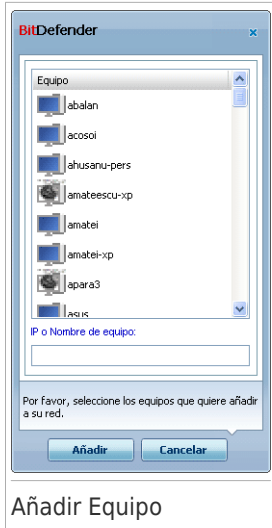 BitDefender
Equipo
abalan
acosoi
ahusanu-pers
amateescu-xp
amatei
amatei-xp
apara3
asus
IP o Nombre de equipo:
Por favor, seleccione los equipos que quiere añadir
a su red.
Añadir
Cancelar
Añadir Equipo